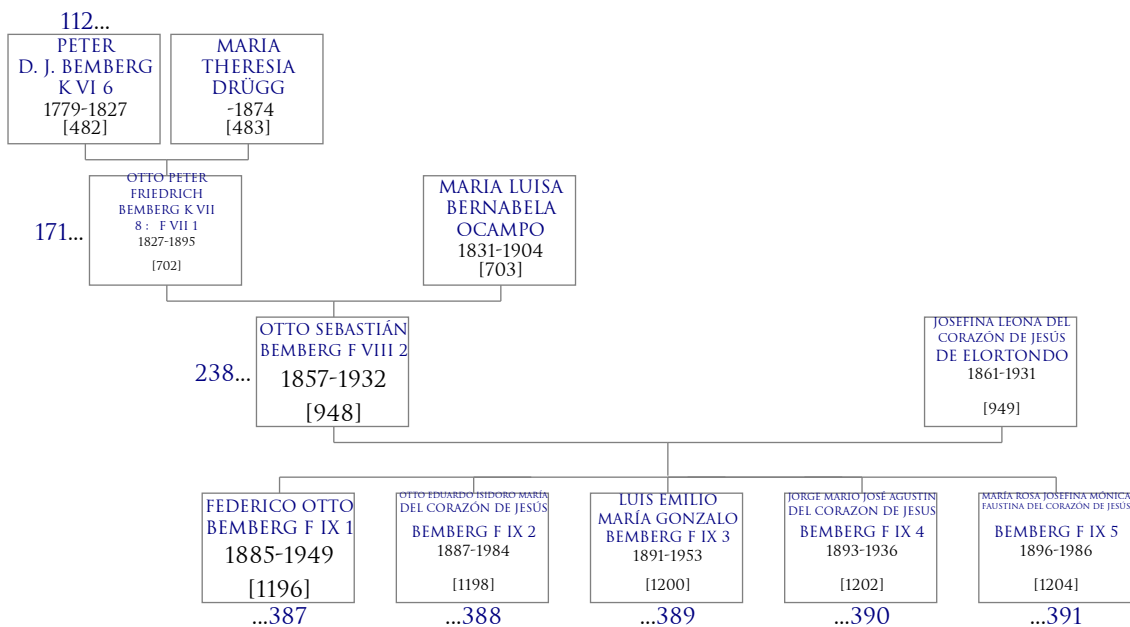 112...
PETER
D. J. BEMBERG
K VI 6
1779-1827
[482]
MARIA
THERESIA
DRÜGG
-1874
[483]
171...
OTTO PETER
FRIEDRICH
BEMBERG K VII
8 : F VII 1
1827-1895
[702]
MARIA LUISA
BERNABELA
OCAMPO
1831-1904
[703]
238...
OTTO SEBASTIÁN
BEMBERG F VIII 2
1857-1932
[948]
JOSEFINA LEONA DEL
CORAZÓN DE JESÚS
DE ELORTONDO
1861-1931
[949]
FEDERICO OTTO
BEMBERG F IX 1
1885-1949
[1196]
...387
OTTO EDUARDO ISIDORO MARÍA
DEL CORAZÓN DE JESÚS
BEMBERG F IX 2
1887-1984
[1198]
...388
LUIS EMILIO
MARÍA GONZALO
BEMBERG F IX 3
1891-1953
[1200]
...389
JORGE MARIO JOSÉ AGUSTIN
DEL CORAZON DE JESUS
BEMBERG F IX 4
1893-1936
[1202]
...390
MARÍA ROSA JOSEFINA MÓNICA
FAUSTINA DEL CORAZÓN DE JESÚS
BEMBERG F IX 5
1896-1986
[1204]
...391